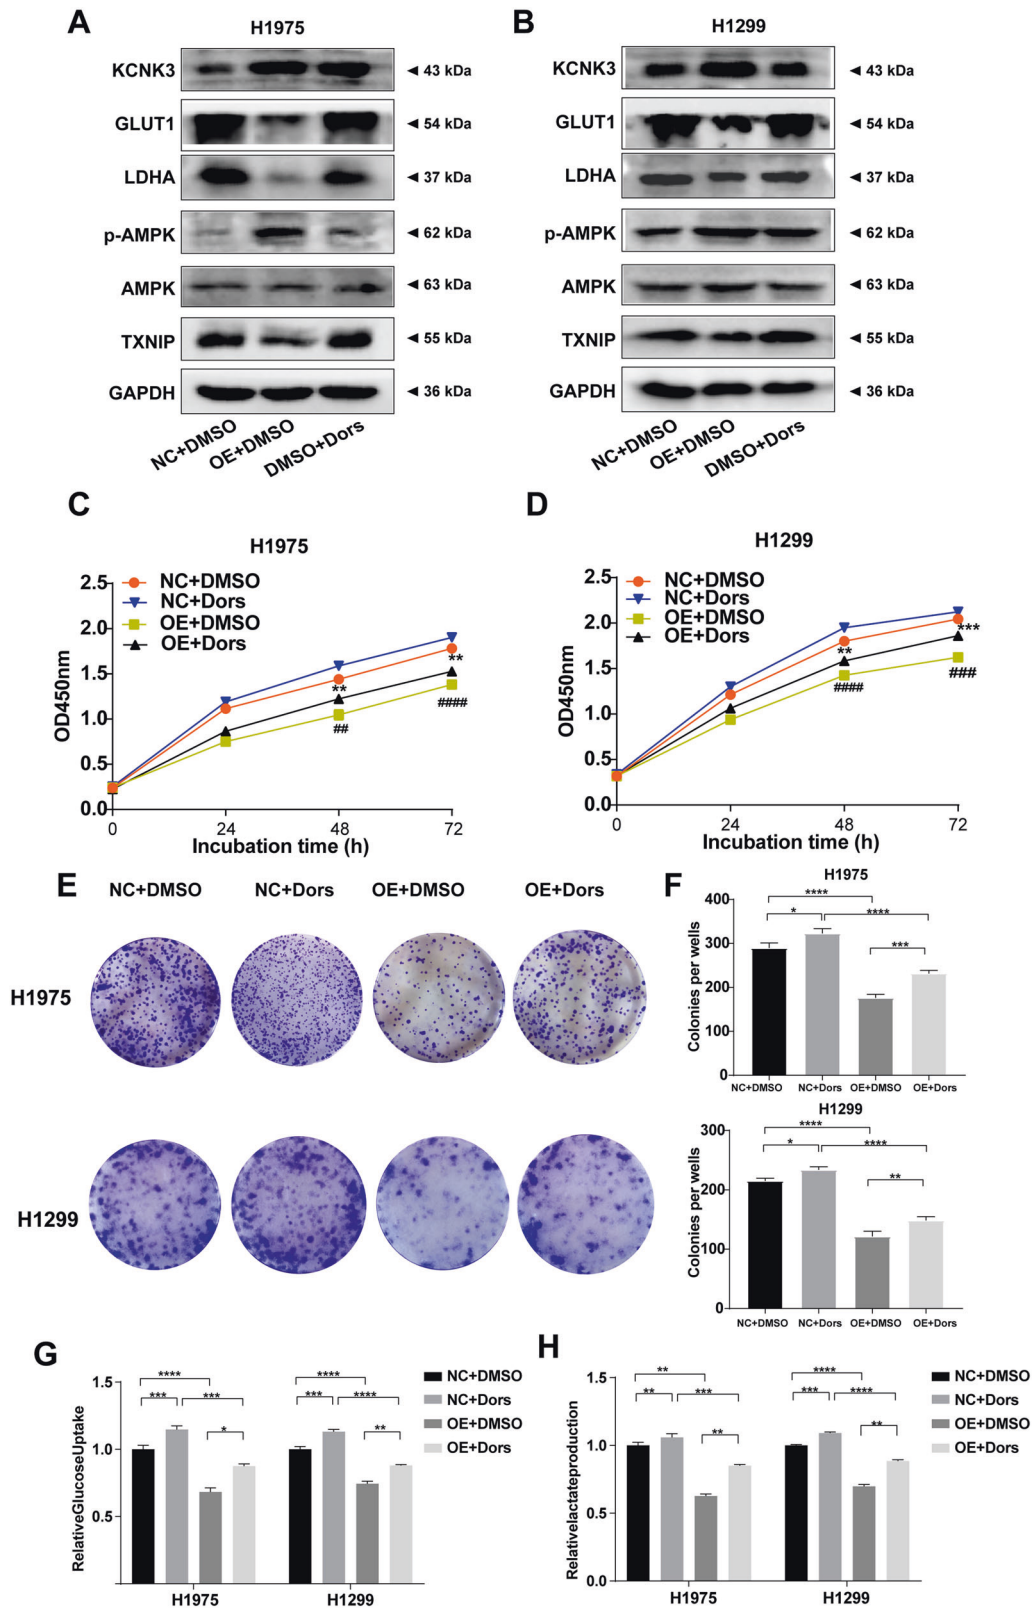 A
H1975
KCNK3
◄ 43 kDa
GLUT1
◄ 54 kDa
LDHA
◄ 37 kDa
p-AMPK
◄ 62 kDa
AMPK
◄ 63 kDa
TXNIP
◄ 55 kDa
GAPDH
◄ 36 kDa
NC+DMSO
OE+DMSO
DMSO+Dors
B
H1299
KCNK3
◄ 43 kDa
GLUT1
◄ 54 kDa
LDHA
◄ 37 kDa
p-AMPK
◄ 62 kDa
AMPK
◄ 63 kDa
TXNIP
◄ 55 kDa
GAPDH
◄ 36 kDa
NC+DMSO
OE+DMSO
DMSO+Dors
C
H1975
NC+DMSO
NC+Dors
OE+DMSO
OE+Dors
OD450nm
2.5
2.0
1.5
1.0
0.5
0.0
**
##
**
####
0 24 48 72
Incubation time (h)
D
H1299
NC+DMSO
NC+Dors
OE+DMSO
OE+Dors
OD450nm
2.5
2.0
1.5
1.0
0.5
0.0
**
####
***
###
0 24 48 72
Incubation time (h)
E
NC+DMSO NC+Dors OE+DMSO OE+Dors
H1975
H1299
F
H1975
Colonies per wells
400
300
200
100
0
****
* ****
***
NC+DMSO NC+Dors OE+DMSO OE+Dors
H1299
Colonies per wells
300
200
100
0
****
* ****
**
NC+DMSO NC+Dors OE+DMSO OE+Dors
G
RelativeGlucoseUptake
1.5
1.0
0.5
****
*** ***
*
****
*** ****
**
H1975 H1299
NC+DMSO
NC+Dors
OE+DMSO
OE+Dors
H
Relativelactateproduction
1.5
1.0
0.5
0.0
**
** ***
**
****
*** ****
**
H1975 H1299
NC+DMSO
NC+Dors
OE+DMSO
OE+Dors